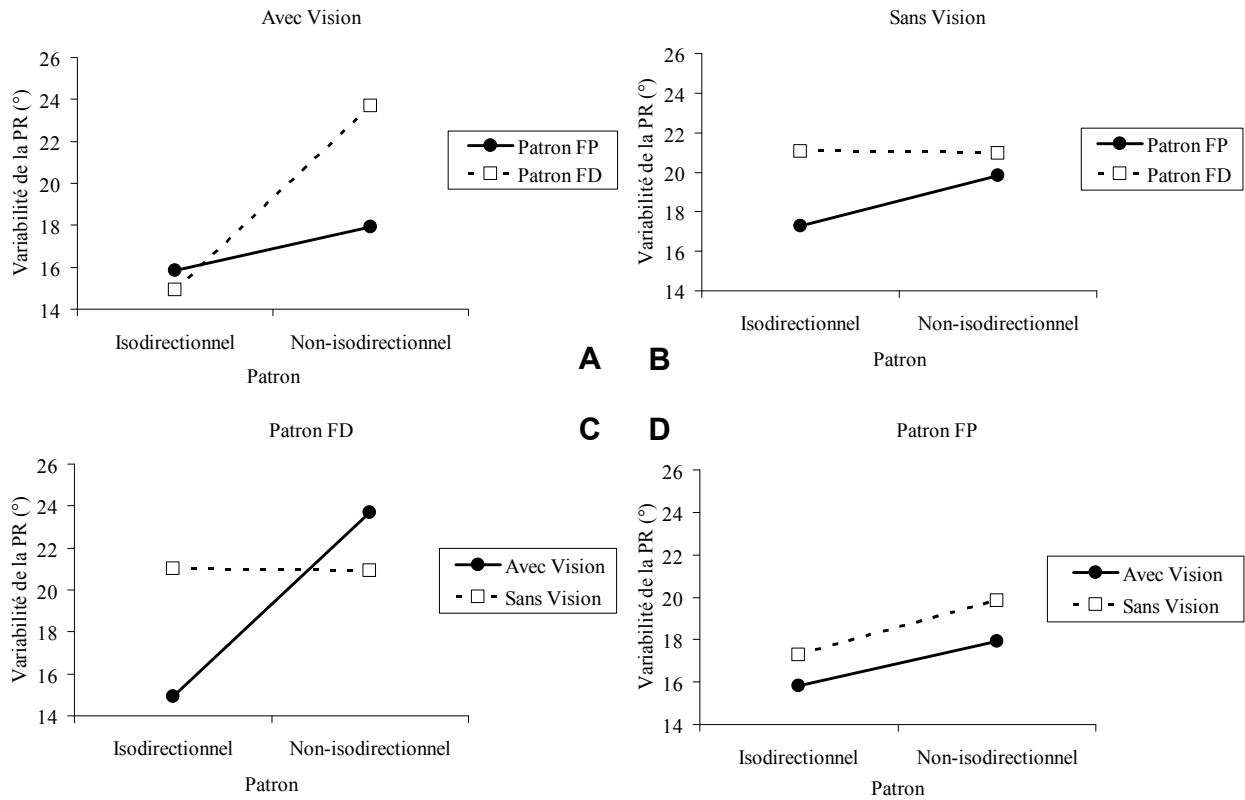 Avec Vision
Variabilité de la PR (°)
26
24
22
20
18
16
14
Isodirectionnel Non-isodirectionnel
Patron
Patron FP
Patron FD
A
Sans Vision
Variabilité de la PR (°)
26
24
22
20
18
16
14
Isodirectionnel Non-isodirectionnel
Patron
Patron FP
Patron FD
B
Patron FD
C
Variabilité de la PR (°)
26
24
22
20
18
16
14
Isodirectionnel Non-isodirectionnel
Patron
Avec Vision
Sans Vision
D
Patron FP
Variabilité de la PR (°)
26
24
22
20
18
16
14
Isodirectionnel Non-isodirectionnel
Patron
Avec Vision
Sans Vision